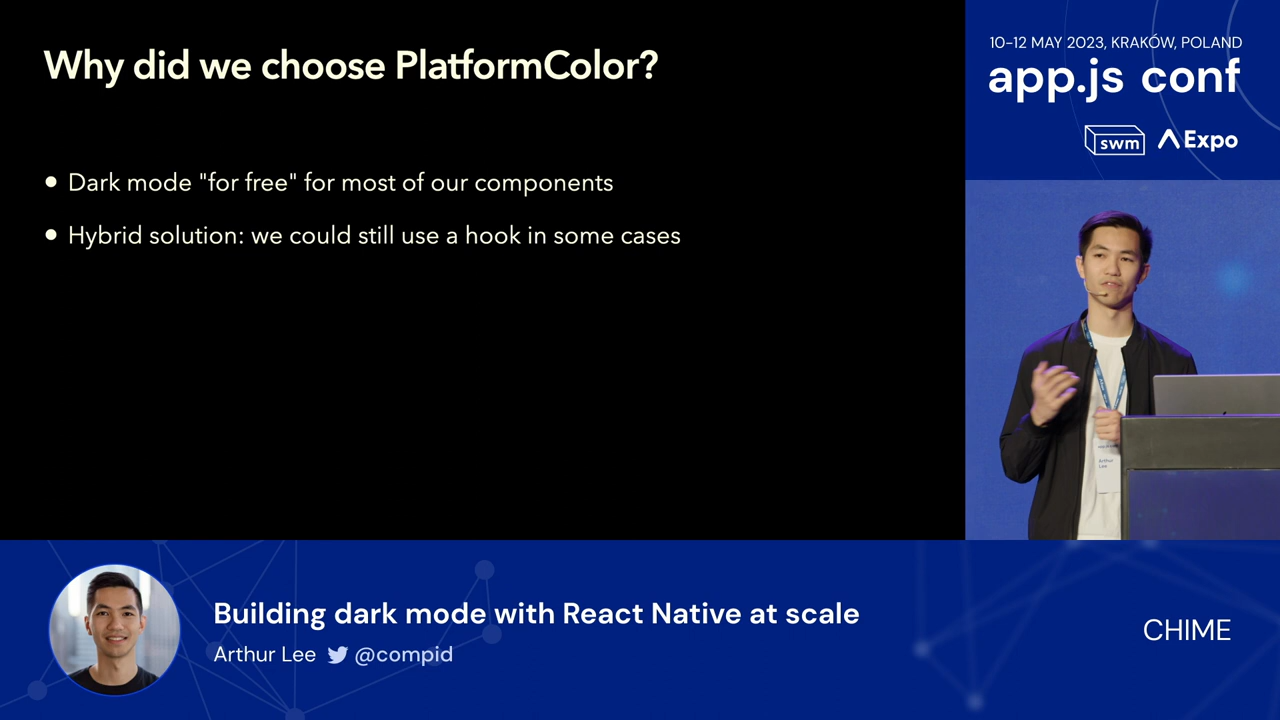 Why did we choose PlatformColor?
• Dark mode "for free" for most of our components
• Hybrid solution: we could still use a hook in some cases
10-12 MAY 2023, KRAKÓW, POLAND
app.js conf
swm
Expo
Arthur
Lee
Building dark mode with React Native at scale
Arthur Lee @compid
CHIME